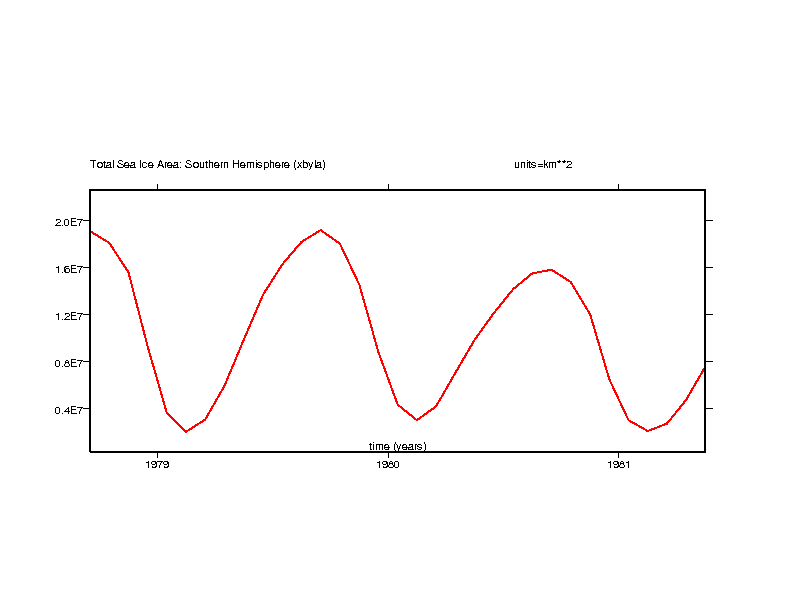 Total Sea Ice Area: Southern Hemisphere (xbyla) units=km**2
2.0E7
1.6E7
1.2E7
0.8E7
0.4E7
time (years)
1979 1980 1981